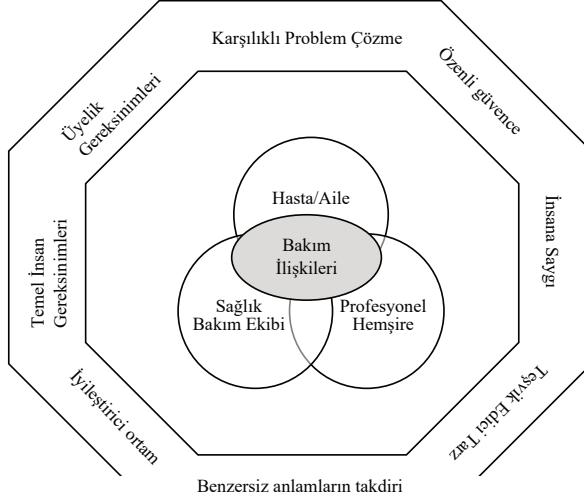 Karşılıklı Problem Çözme
Özenli güvence
İnsana Saygı
Teşvik Edici Tarz
Benzersiz anlamların takdiri
İyileştirici ortam
Temel İnsan
Gereksinimleri
Üyelik
Gereksinimleri
Hasta/Aile
Bakım
İlişkileri
Sağlık
Bakım Ekibi
Profesyonel
Hemşire